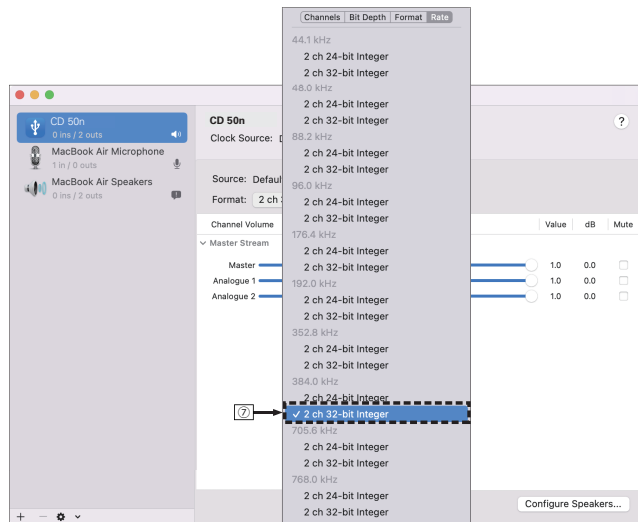 Channels Bit Depth Format Rate
44.1 kHz
2 ch 24-bit Integer
2 ch 32-bit Integer
48.0 kHz
2 ch 24-bit Integer
2 ch 32-bit Integer
88.2 kHz
2 ch 24-bit Integer
2 ch 32-bit Integer
96.0 kHz
2 ch 24-bit Integer
2 ch 32-bit Integer
176.4 kHz
2 ch 24-bit Integer
2 ch 32-bit Integer
192.0 kHz
2 ch 24-bit Integer
2 ch 32-bit Integer
352.8 kHz
2 ch 24-bit Integer
2 ch 32-bit Integer
384.0 kHz
2 ch 24-bit Integer
⑦ ✓ 2 ch 32-bit Integer
705.6 kHz
2 ch 24-bit Integer
2 ch 32-bit Integer
768.0 kHz
2 ch 24-bit Integer
2 ch 32-bit Integer
CD 50n
0 ins / 2 outs
MacBook Air Microphone
1 in / 0 outs
MacBook Air Speakers
0 ins / 2 outs
+ −
CD 50n ?
Clock Source:
Source: Defaul
Format: 2 ch
Channel Volume Value dB Mute
Master Stream
Master 1.0 0.0
Analogue 1 1.0 0.0
Analogue 2 1.0 0.0
Configure Speakers...